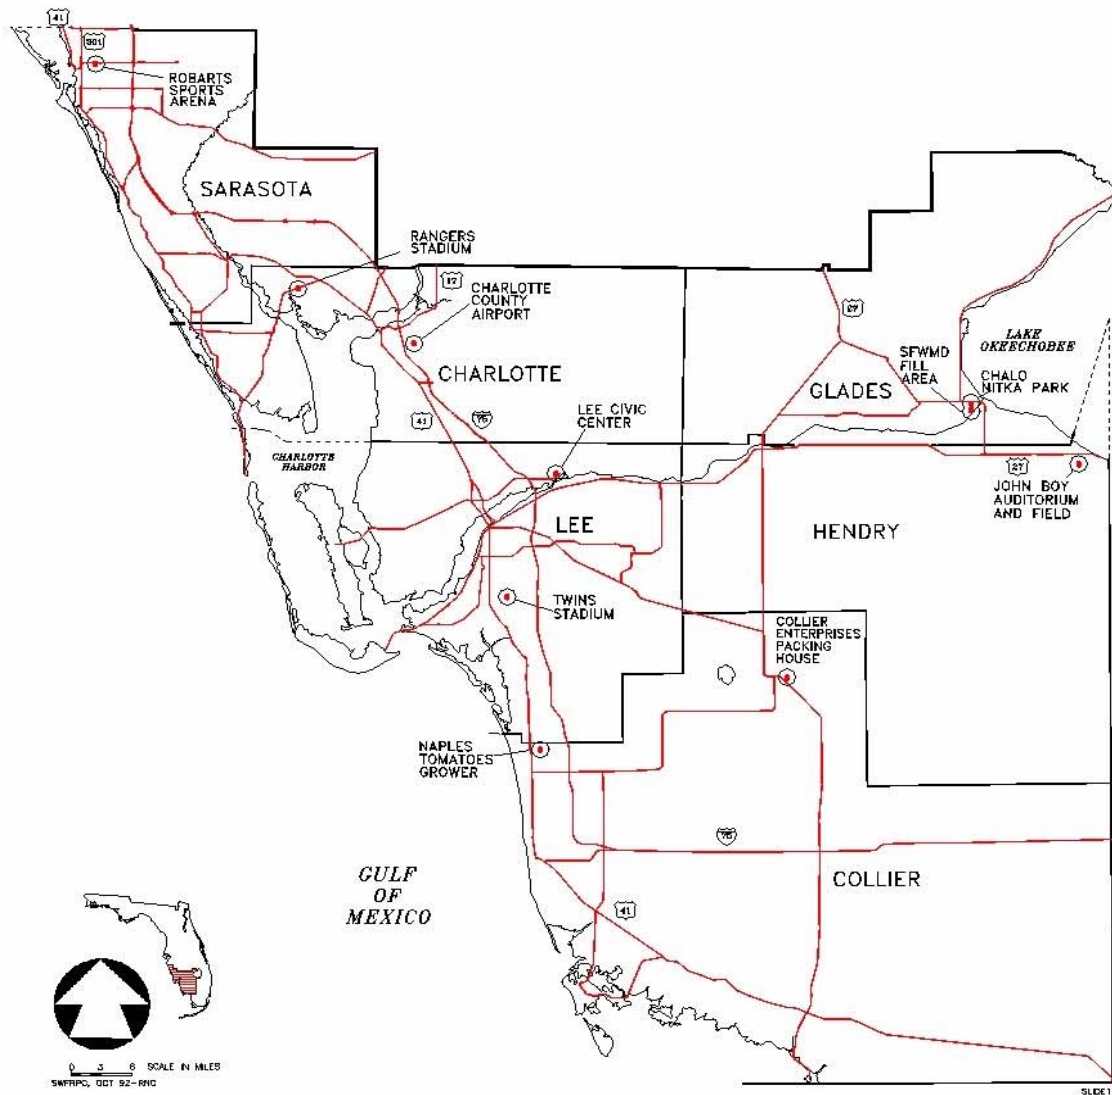 41
301
ROBARTS
SPORTS
ARENA
SARASOTA
RANGERS
STADIUM
17
CHARLOTTE
COUNTY
AIRPORT
27
LAKE
OKEECHOBEE
SFWMD
FILL
AREA
CHALO
NITKA PARK
CHARLOTTE
GLADES
41
75
LEE CIVIC
CENTER
CHARLOTTE
HARBOR
27
JOHN BOY
AUDITORIUM
AND FIELD
LEE
HENDRY
TWINS
STADIUM
COLLIER
ENTERPRISES
PACKING
HOUSE
NAPLES
TOMATOES
GROWER
75
GULF
OF
MEXICO
COLLIER
41
0 3 6 SCALE IN MILES
SWFRPC, OCT 92-RNC
SLIDE1